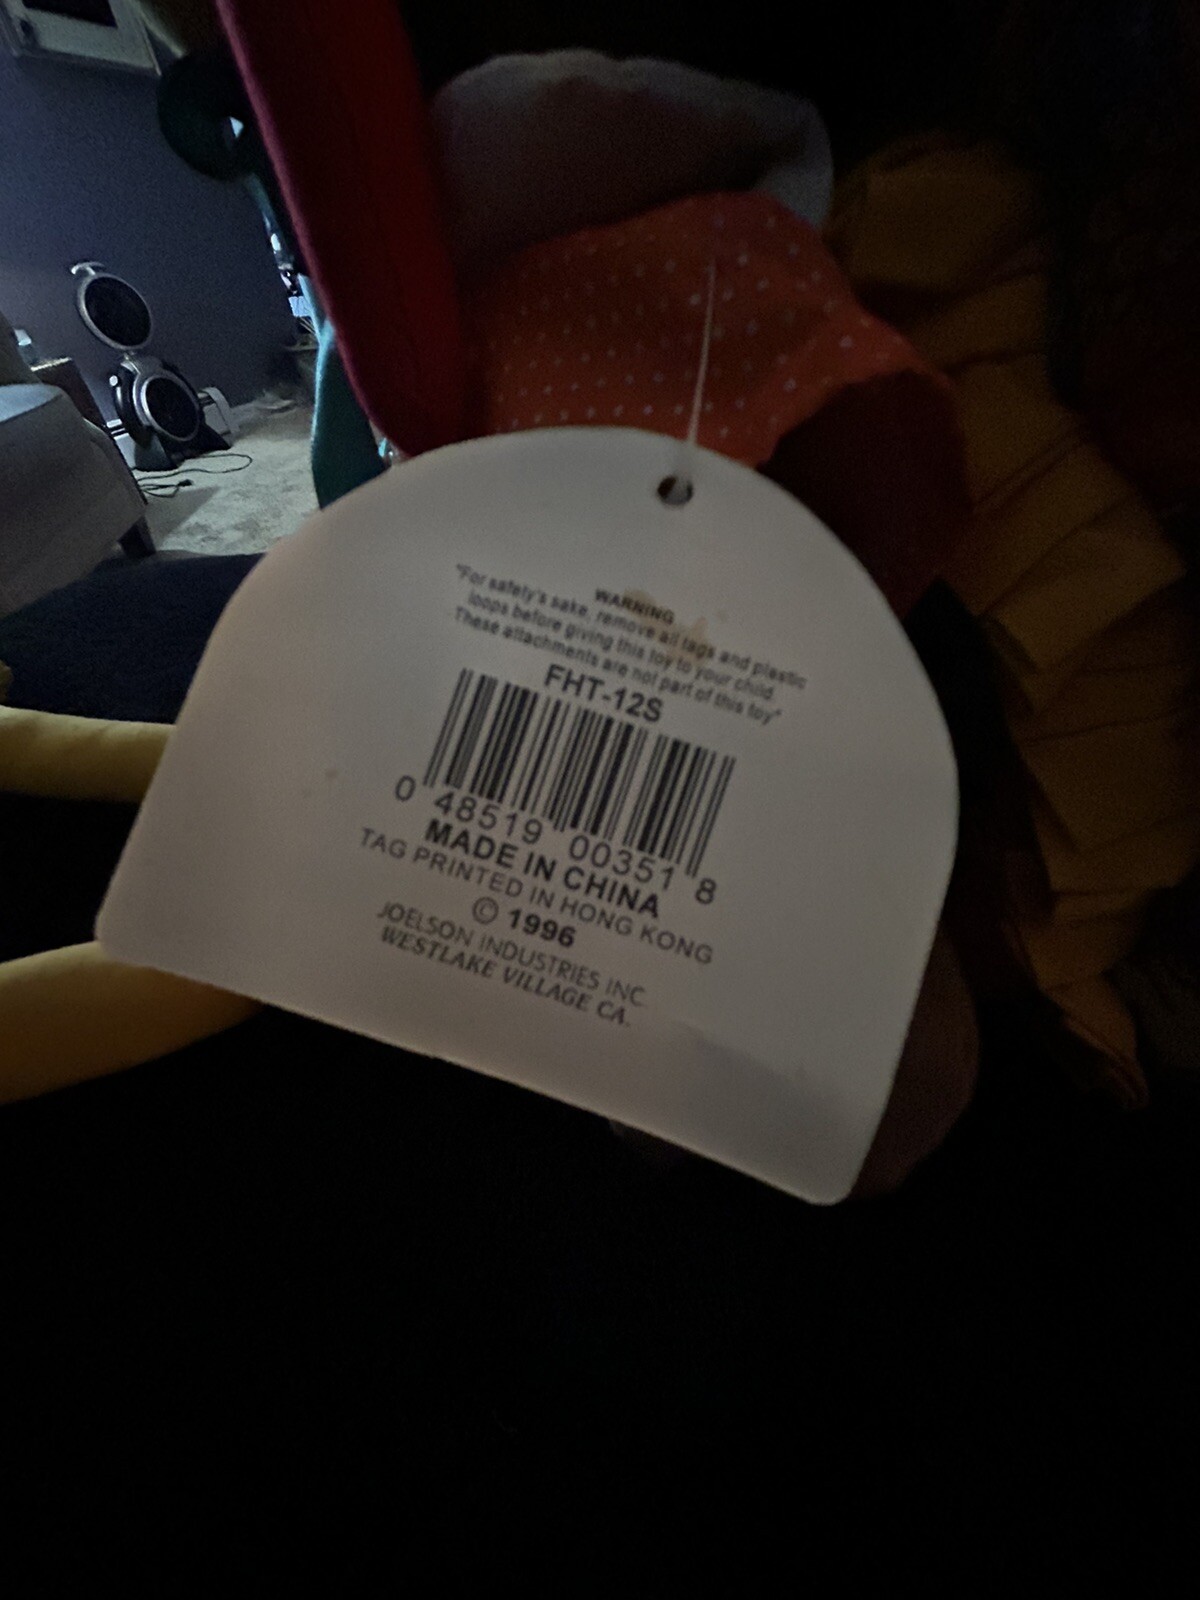 WARNING
"For safety's sake, remove all tags and plastic
loops before giving this toy to your child.
These attachments are not part of this toy"
FHT-12S
0 48519 00351 8
MADE IN CHINA
TAG PRINTED IN HONG KONG
© 1996
JOELSON INDUSTRIES INC.
WESTLAKE VILLAGE CA.